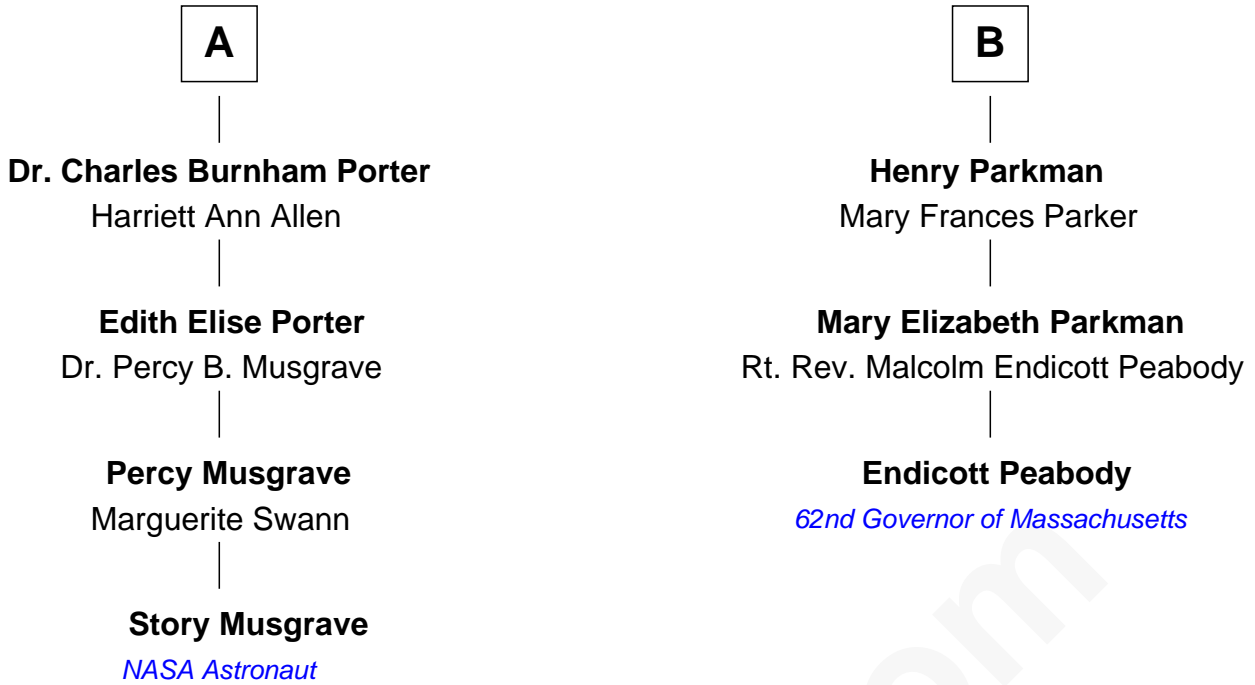 A
Dr. Charles Burnham Porter
Harriett Ann Allen
Edith Elise Porter
Dr. Percy B. Musgrave
Percy Musgrave
Marguerite Swann
Story Musgrave
NASA Astronaut
B
Henry Parkman
Mary Frances Parker
Mary Elizabeth Parkman
Rt. Rev. Malcolm Endicott Peabody
Endicott Peabody
62nd Governor of Massachusetts
om